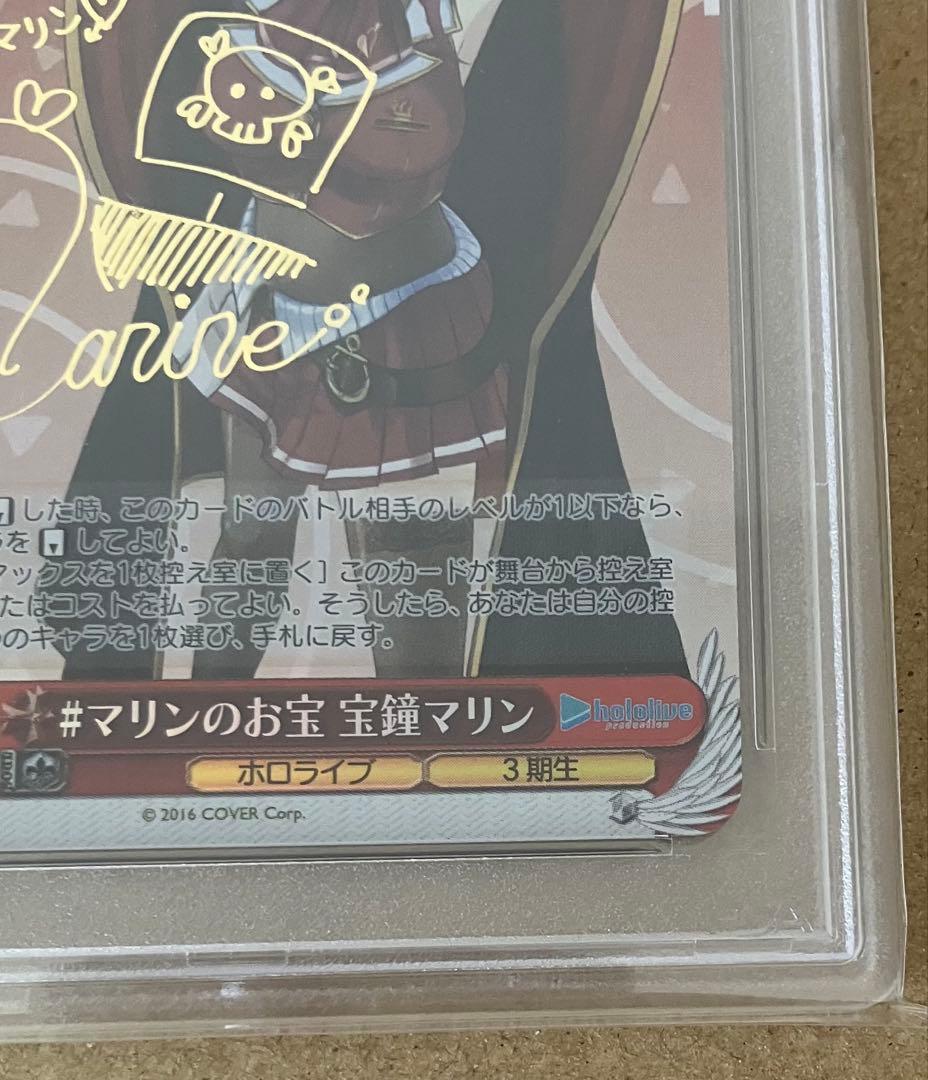 マリン
arine
した時、このカードのバトル相手のレベルが1以下なら、
を してよい。
マックスを1枚控え室に置く] このカードが舞台から控え室
たはコストを払ってよい。そうしたら、あなたは自分の控
のキャラを1枚選び、手札に戻す。
#マリンのお宝 宝鐘マリン
hololive
production
ホロライブ
3期生
© 2016 COVER Corp.